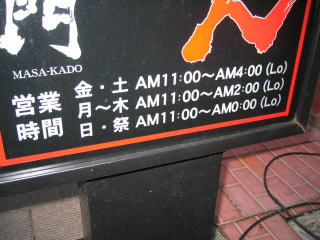 門
MASA-KADO
営業時間
金・土 AM11:00～AM4:00 (Lo)
月～木 AM11:00～AM2:00 (Lo)
日・祭 AM11:00～AM0:00 (Lo)